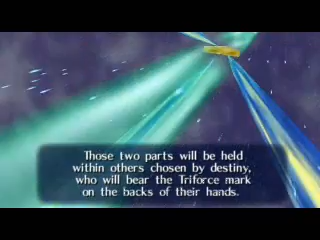 Those two parts will be held
within others chosen by destiny,
who will bear the Triforce mark
on the backs of their hands.